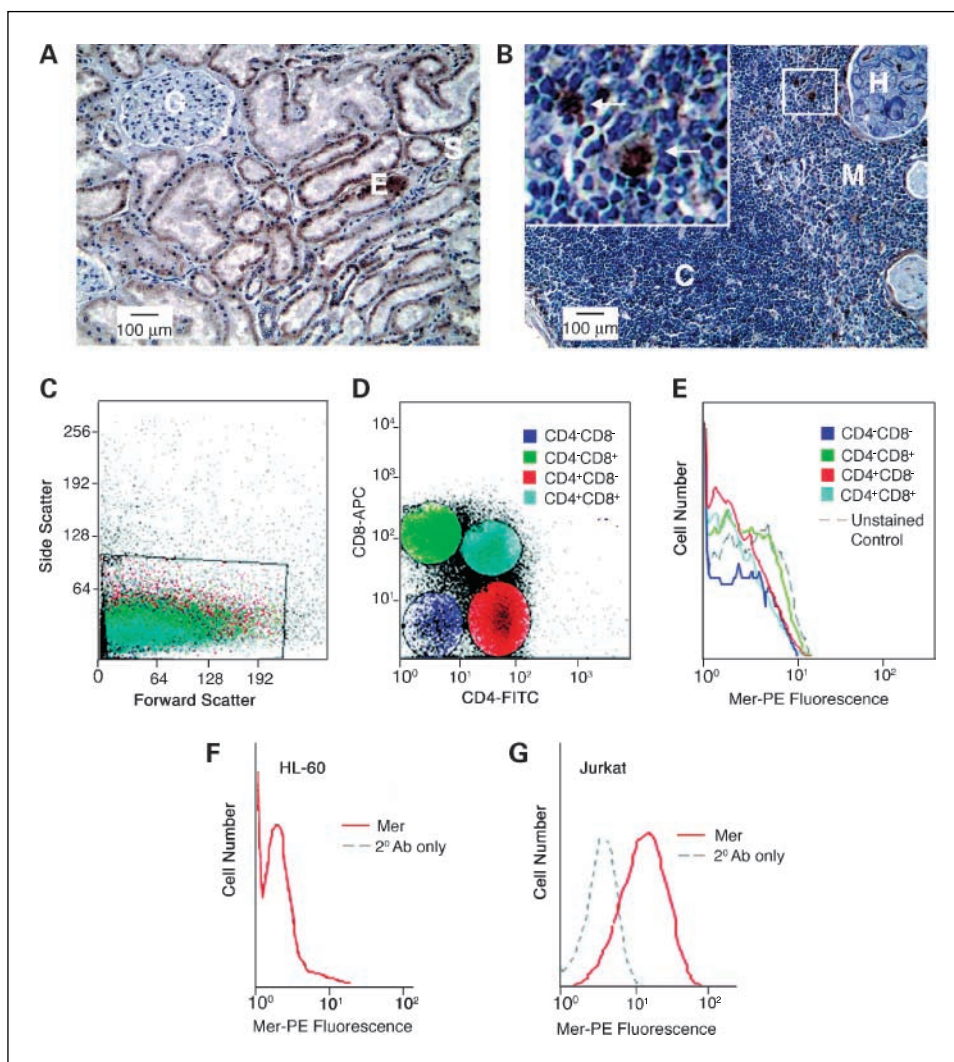 A
G
S
E
100 μm
B
H
M
C
100 μm
C
Side Scatter
256
192
128
64
0 64 128 192
Forward Scatter
D
CD8-APC
10⁴
10³
10²
10¹
10⁰ 10¹ 10² 10³
CD4-FITC
CD4⁻CD8⁻
CD4⁻CD8⁺
CD4⁺CD8⁻
CD4⁺CD8⁺
E
Cell Number
CD4⁻CD8⁻
CD4⁻CD8⁺
CD4⁺CD8⁻
CD4⁺CD8⁺
Unstained
Control
10⁰ 10¹ 10²
Mer-PE Fluorescence
F
HL-60
Cell Number
Mer
2⁰ Ab only
10⁰ 10¹ 10²
Mer-PE Fluorescence
G
Jurkat
Cell Number
Mer
2⁰ Ab only
10⁰ 10¹ 10²
Mer-PE Fluorescence